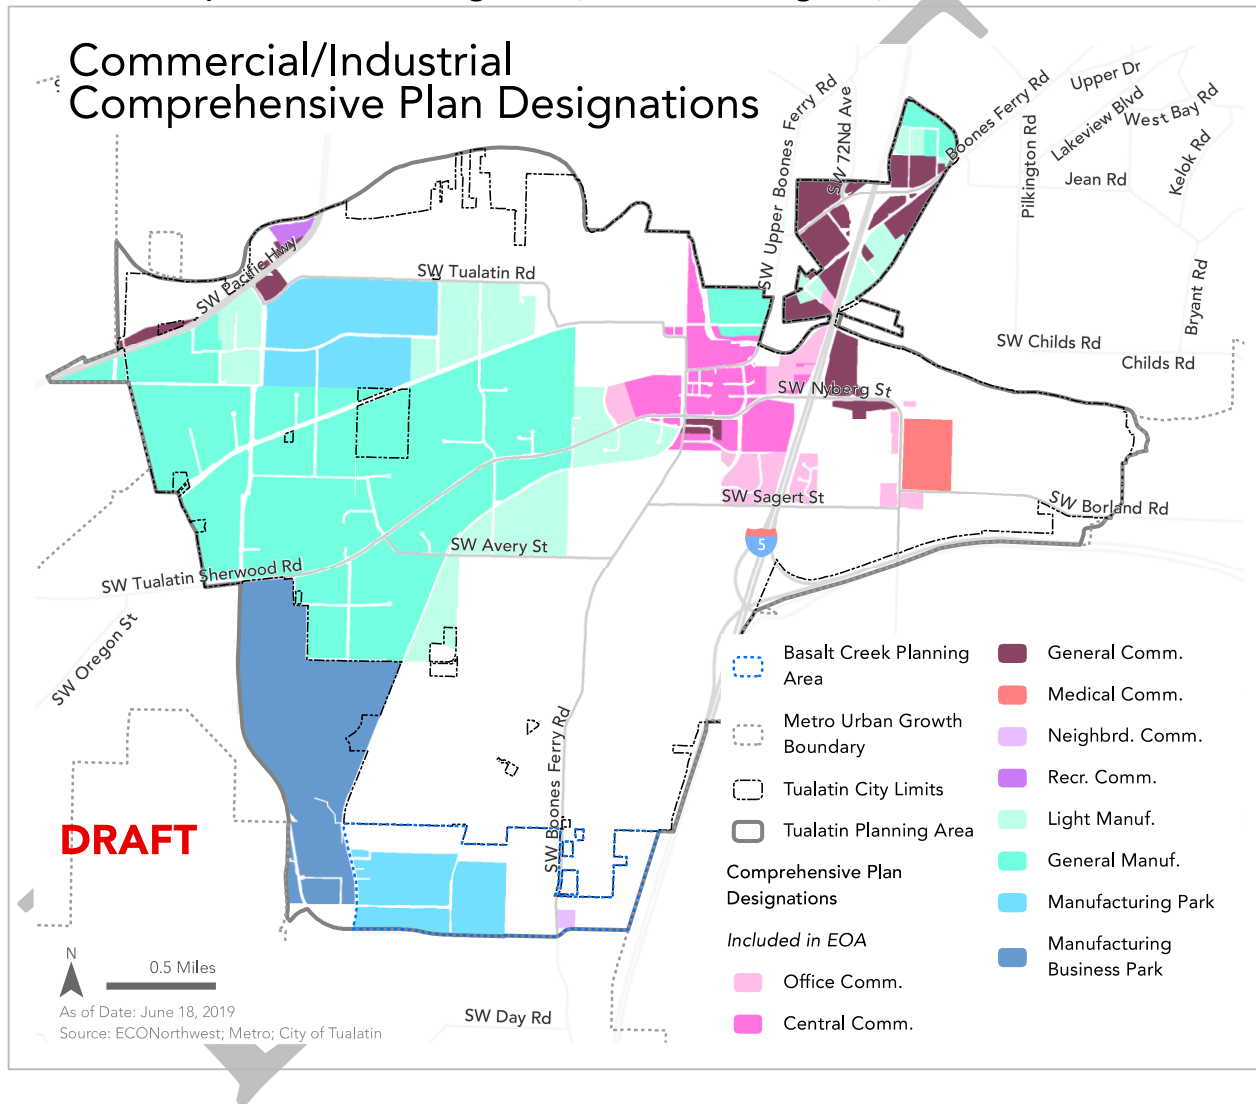 Commercial/Industrial
Comprehensive Plan Designations
SW Upper Boones Ferry Rd
SW 72Nd Ave
Boones Ferry Rd
Upper Dr
Lakeview Blvd
West Bay Rd
Pilkington Rd
Jean Rd
Kelok Rd
Bryant Rd
SW Pacific Hwy
SW Tualatin Rd
SW Childs Rd
Childs Rd
SW Nyberg St
SW Sagert St
SW Borland Rd
5
SW Avery St
SW Tualatin Sherwood Rd
SW Oregon St
SW Boones Ferry Rd
SW Day Rd
DRAFT
N
0.5 Miles
As of Date: June 18, 2019
Source: ECONorthwest; Metro; City of Tualatin
Basalt Creek Planning
Area
Metro Urban Growth
Boundary
Tualatin City Limits
Tualatin Planning Area
Comprehensive Plan
Designations
Included in EOA
Office Comm.
Central Comm.
General Comm.
Medical Comm.
Neighbrd. Comm.
Recr. Comm.
Light Manuf.
General Manuf.
Manufacturing Park
Manufacturing
Business Park